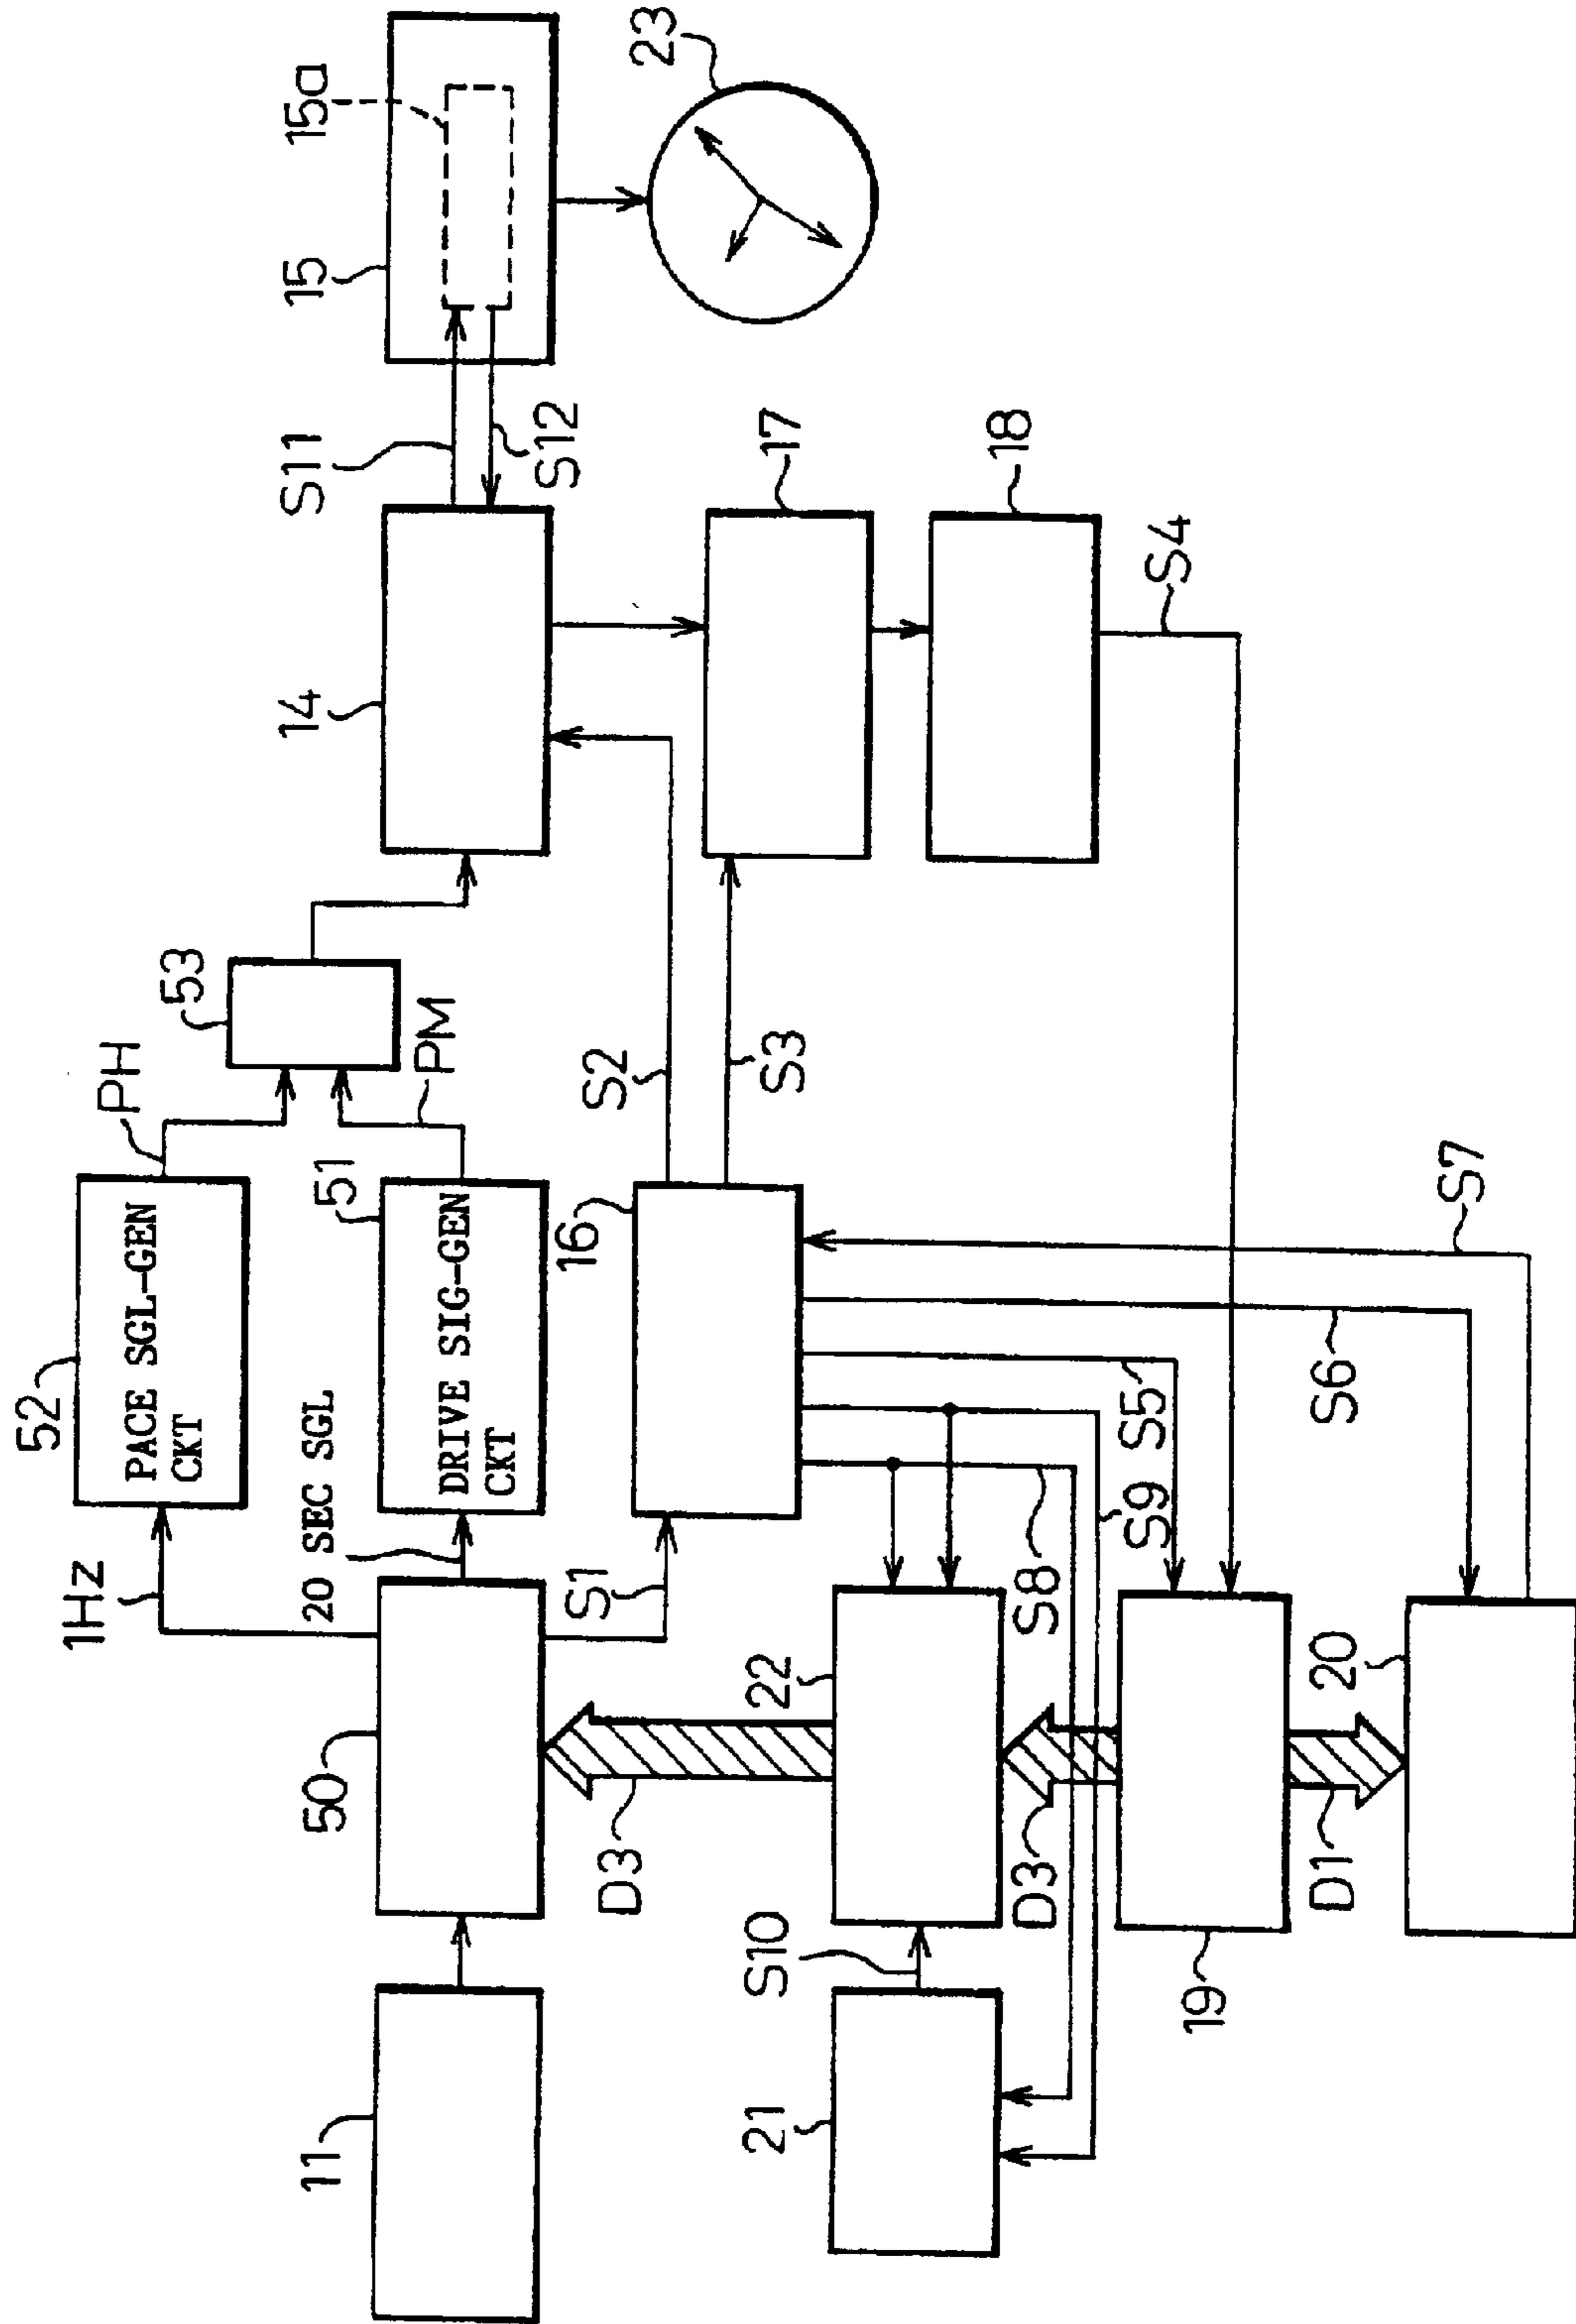 52
PACE SGL-GEN
CKT
PH
1Hz
53
20 SEC SGL
51
DRIVE SIG-GEN
CKT
PM
11
50
14
S11
15
15a
S12
23
S1
16
S2
S3
17
18
S4
D3
22
21
S10
D3
S8
S9
S5
S6
S7
19
D1
20